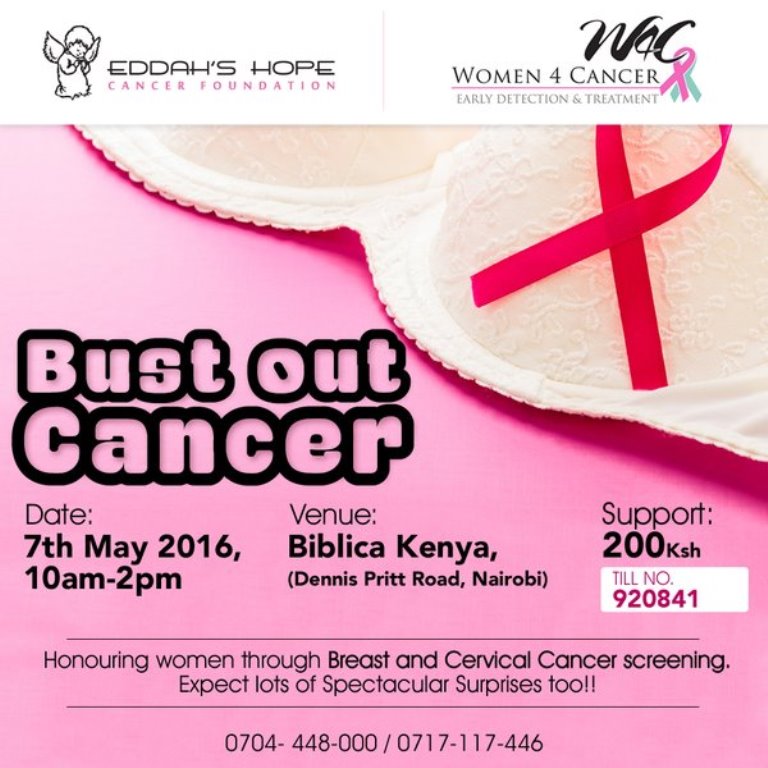 EDDAH'S HOPE
CANCER FOUNDATION
W4C
WOMEN 4 CANCER
EARLY DETECTION & TREATMENT
Bust out
Cancer
Date:
7th May 2016,
10am-2pm
Venue:
Biblica Kenya,
(Dennis Pritt Road, Nairobi)
Support:
200Ksh
TILL NO.
920841
Honouring women through Breast and Cervical Cancer screening.
Expect lots of Spectacular Surprises too!!
0704- 448-000 / 0717-117-446